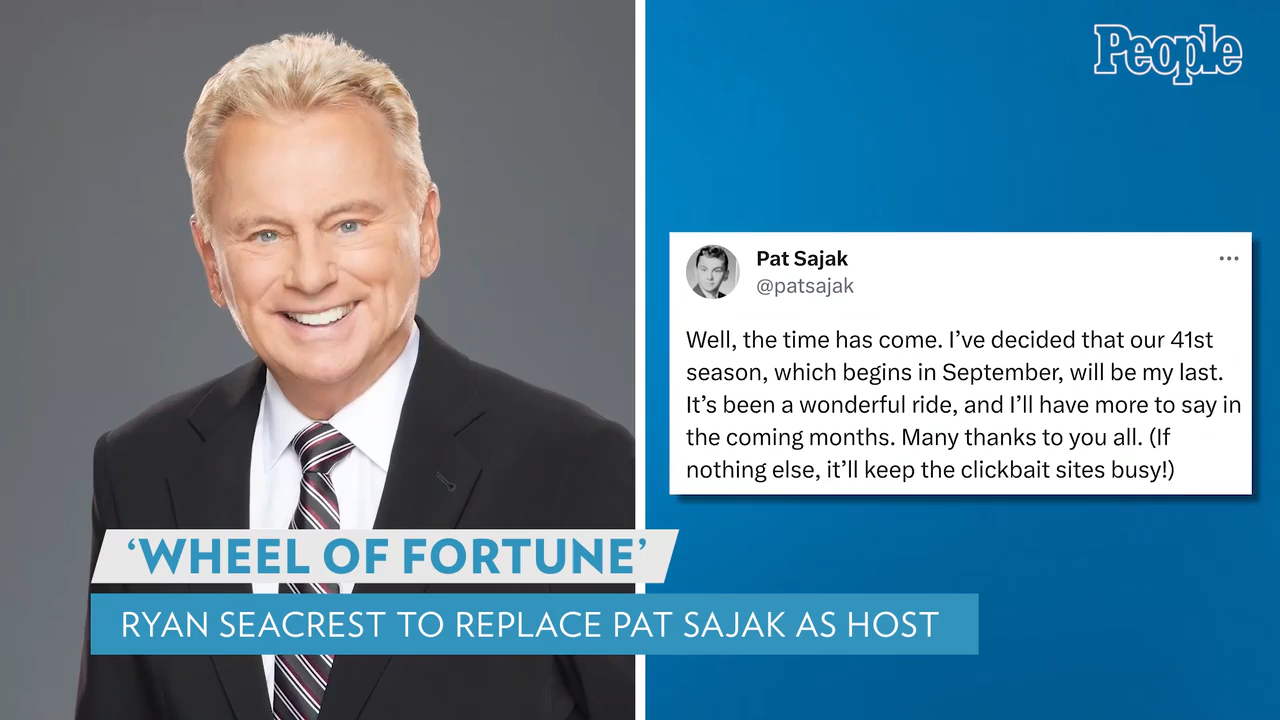 People
Pat Sajak
@patsajak
Well, the time has come. I’ve decided that our 41st
season, which begins in September, will be my last.
It’s been a wonderful ride, and I’ll have more to say in
the coming months. Many thanks to you all. (If
nothing else, it’ll keep the clickbait sites busy!)
‘WHEEL OF FORTUNE’
RYAN SEACREST TO REPLACE PAT SAJAK AS HOST